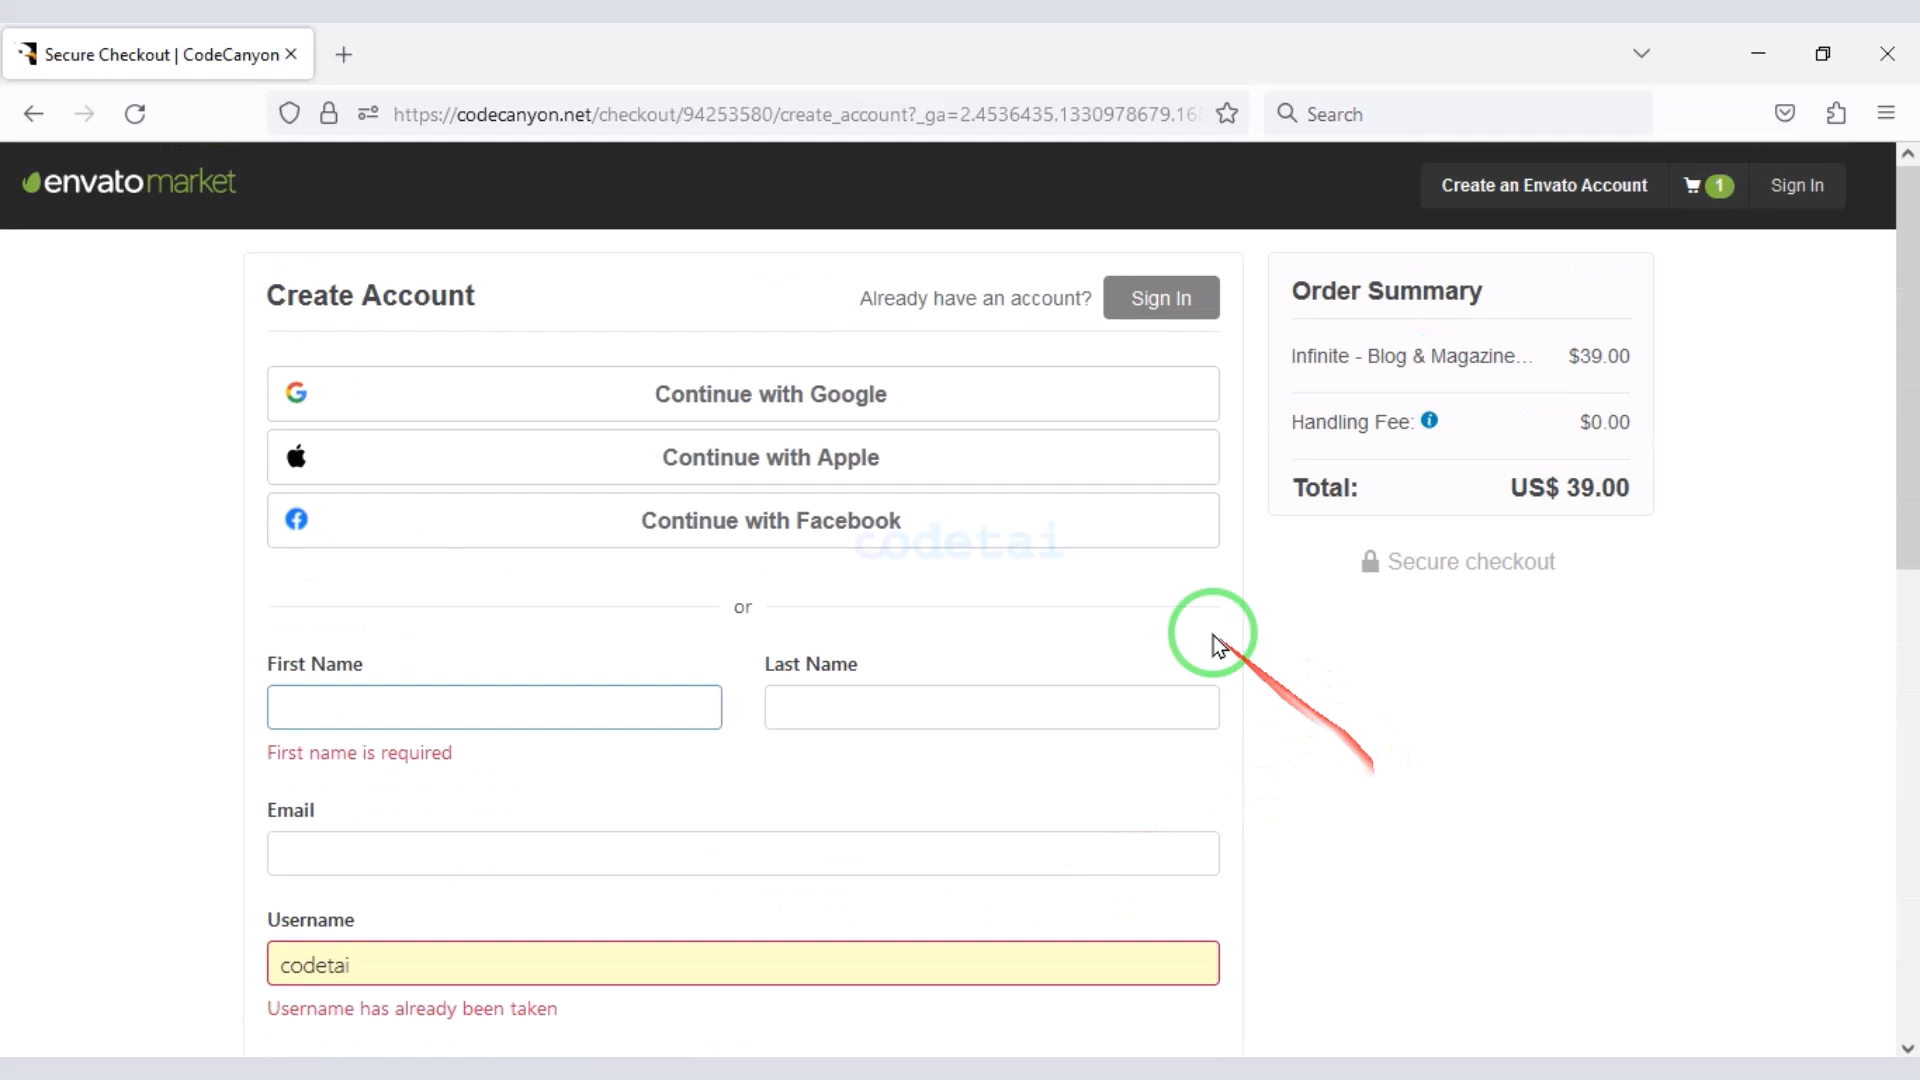 Secure Checkout | CodeCanyon
https://codecanyon.net/checkout/94253580/create_account?_ga=2.4536435.1330978679.16
Search
envatomarket
Create an Envato Account
1
Sign In
Create Account
Already have an account?
Sign In
Continue with Google
Continue with Apple
Continue with Facebook
codetai
or
First Name
Last Name
First name is required
Email
Username
codetai
Username has already been taken
Order Summary
Infinite - Blog & Magazine... $39.00
Handling Fee: $0.00
Total: US$ 39.00
Secure checkout